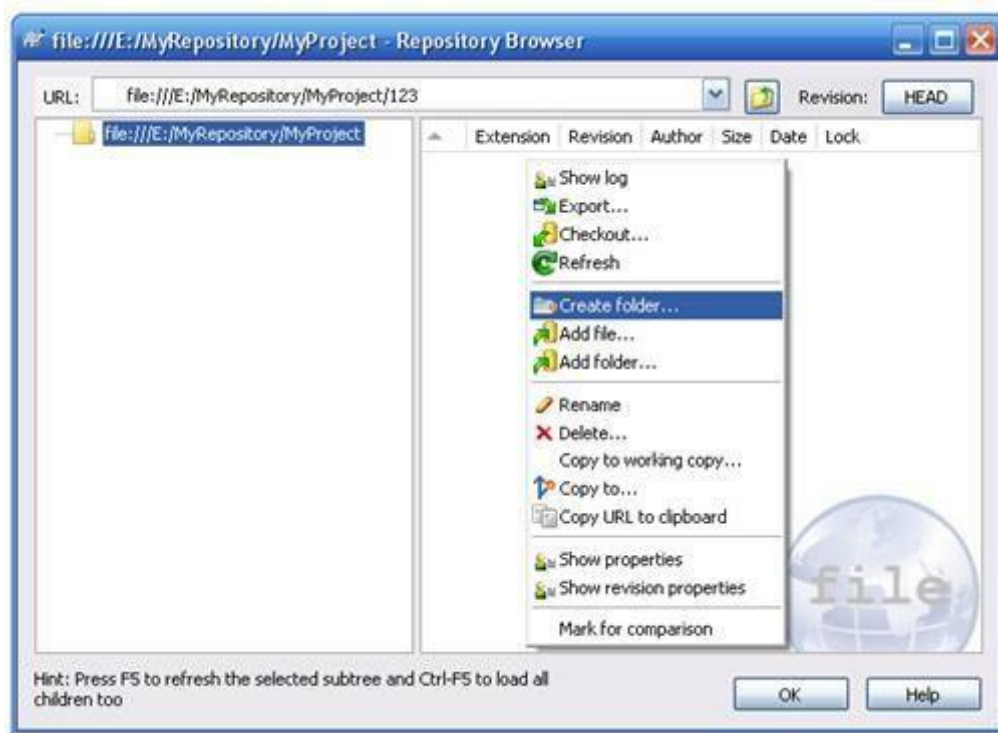 file:///E:/MyRepository/MyProject - Repository Browser
URL: file:///E:/MyRepository/MyProject/123 Revision: HEAD
file:///E:/MyRepository/MyProject
Extension Revision Author Size Date Lock
Show log
Export...
Checkout...
Refresh
Create folder...
Add file...
Add folder...
Rename
Delete...
Copy to working copy...
Copy to...
Copy URL to clipboard
Show properties
Show revision properties
Mark for comparison
file
Hint: Press F5 to refresh the selected subtree and Ctrl-F5 to load all
children too
OK Help